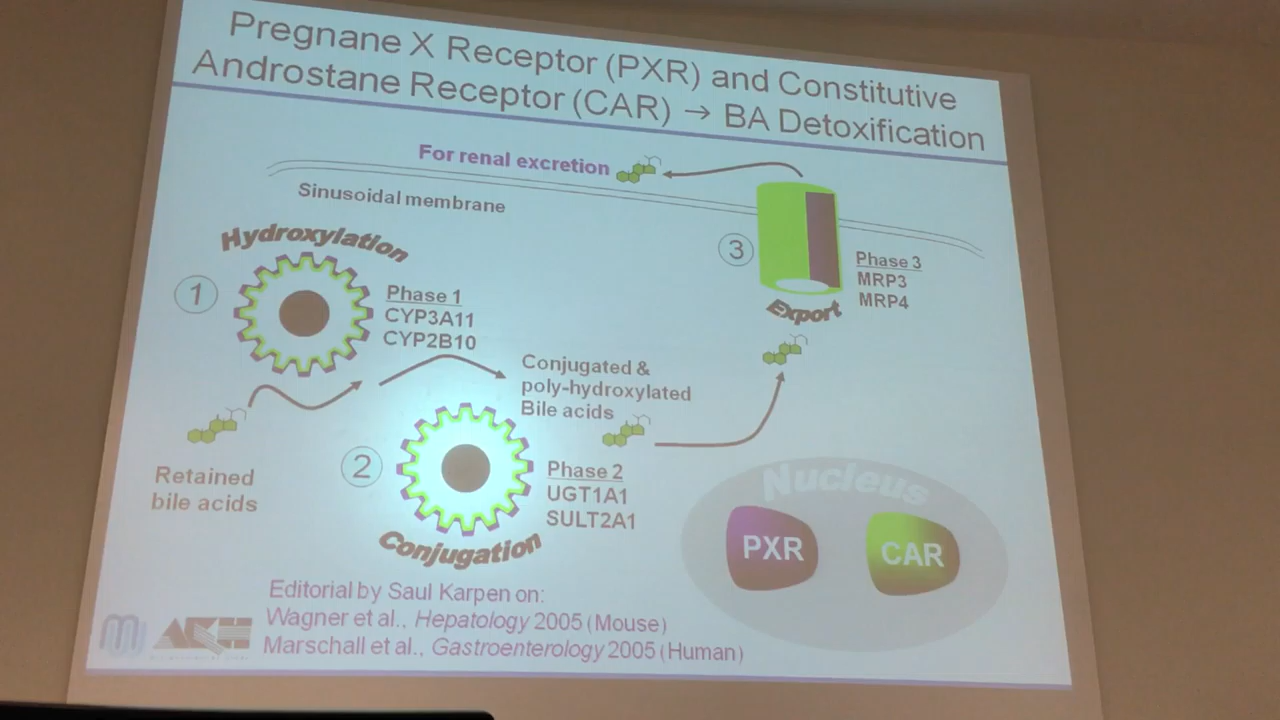 Pregnane X Receptor (PXR) and Constitutive
Androstane Receptor (CAR) → BA Detoxification
For renal excretion
Sinusoidal membrane
Hydroxylation
1
Phase 1
CYP3A11
CYP2B10
3
Phase 3
MRP3
MRP4
Export
Conjugated &
poly-hydroxylated
Bile acids
Retained
bile acids
2
Phase 2
UGT1A1
SULT2A1
Conjugation
Nucleus
PXR
CAR
Editorial by Saul Karpen on:
Wagner et al., Hepatology 2005 (Mouse)
Marschall et al., Gastroenterology 2005 (Human)
AKH